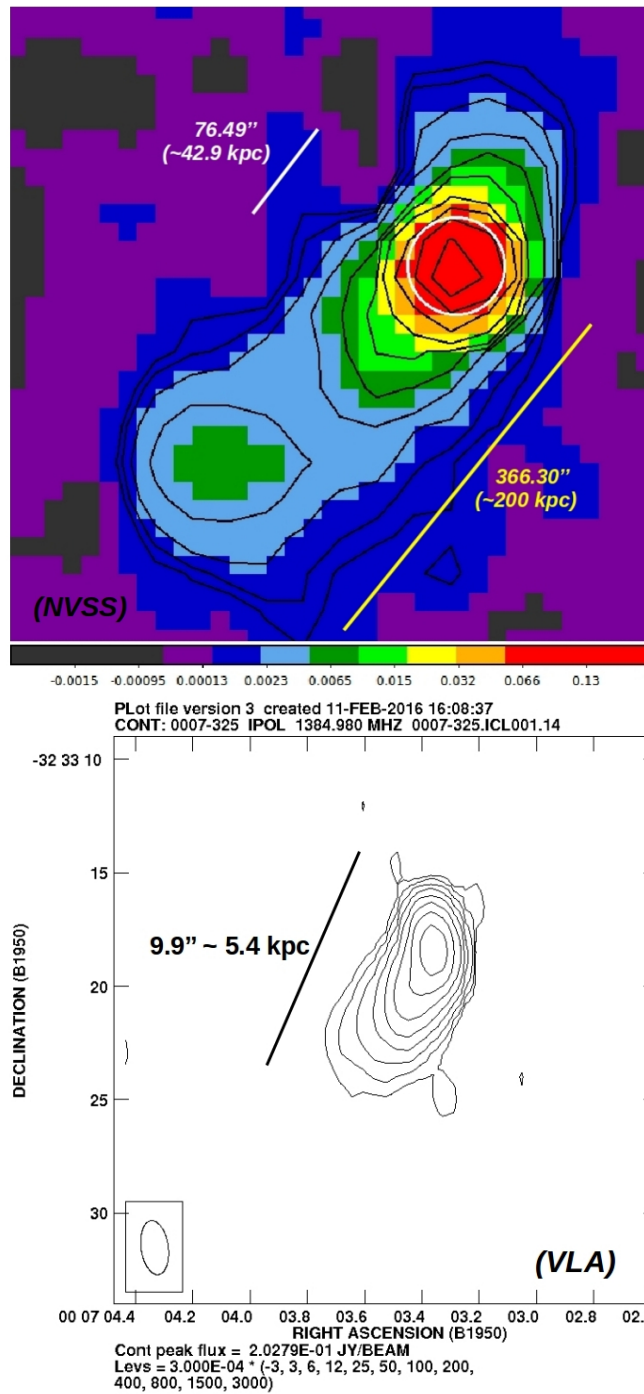 76.49”
(~42.9 kpc)
366.30”
(~200 kpc)
(NVSS)
-0.0015 -0.00095 0.00013 0.0023 0.0065 0.015 0.032 0.066 0.13
PLot file version 3 created 11-FEB-2016 16:08:37
CONT: 0007-325 IPOL 1384.980 MHZ 0007-325.ICL001.14
-32 33 10
15
9.9” ~ 5.4 kpc
20
DECLINATION (B1950)
25
30
(VLA)
00 07 04.4 04.2 04.0 03.8 03.6 03.4 03.2 03.0 02.
RIGHT ASCENSION (B1950)
Cont peak flux = 2.0279E-01 JY/BEAM
Levs = 3.000E-04 * (-3, 3, 6, 12, 25, 50, 100, 200,
400, 800, 1500, 3000)